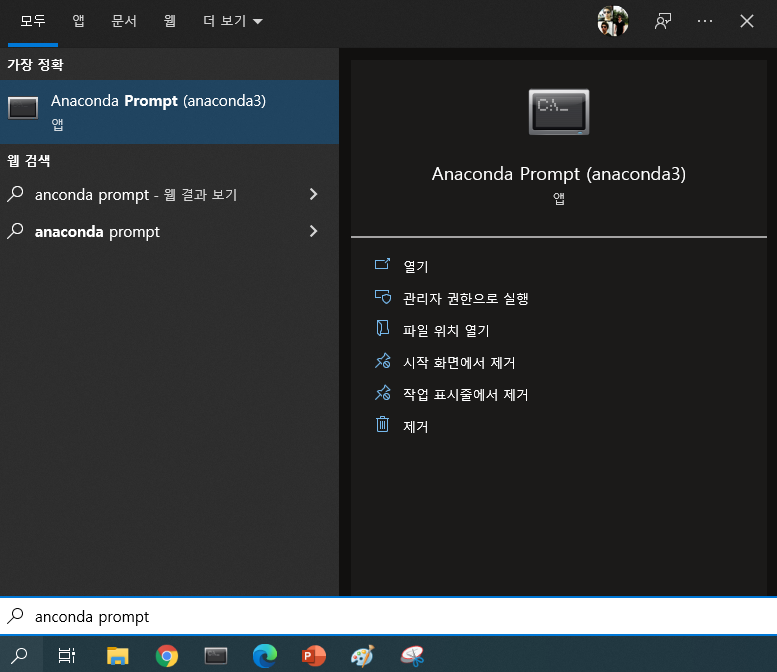 모두 앱 문서 웹 더 보기
가장 정확
Anaconda Prompt (anaconda3)
앱
웹 검색
anconda prompt - 웹 결과 보기
anaconda prompt
C:\_
Anaconda Prompt (anaconda3)
앱
열기
관리자 권한으로 실행
파일 위치 열기
시작 화면에서 제거
작업 표시줄에서 제거
제거
anconda prompt
P